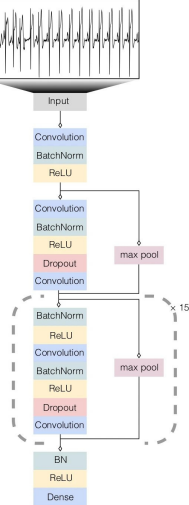 Input
Convolution
BatchNorm
ReLU
Convolution
BatchNorm
ReLU
Dropout
Convolution
max pool
× 15
BatchNorm
ReLU
Convolution
BatchNorm
ReLU
Dropout
Convolution
max pool
BN
ReLU
Dense